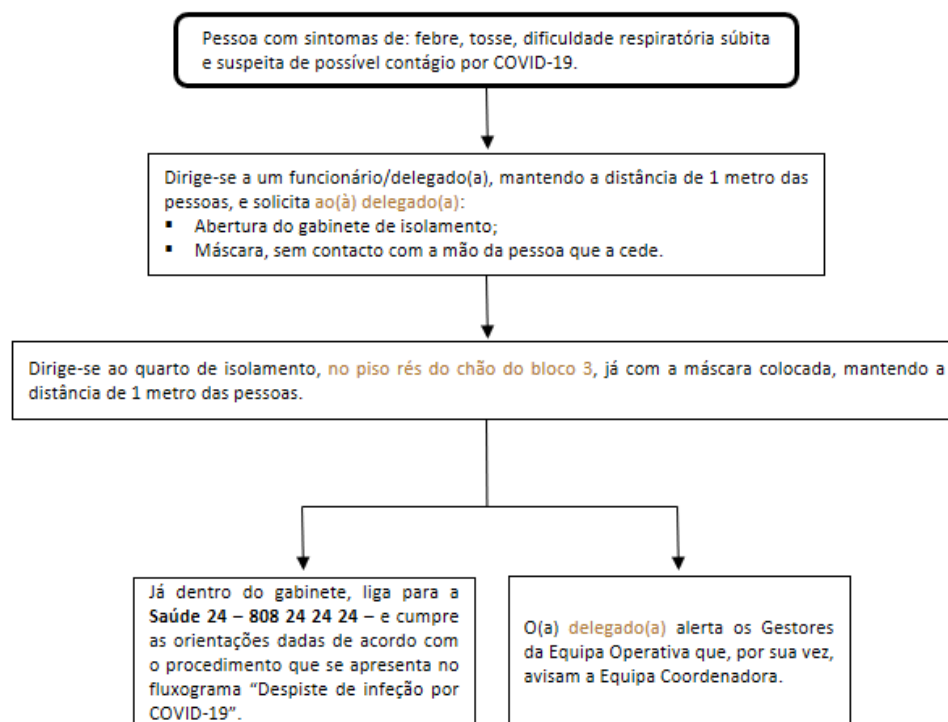 Pessoa com sintomas de: febre, tosse, dificuldade respiratória súbita
e suspeita de possível contágio por COVID-19.
Dirige-se a um funcionário/delegado(a), mantendo a distância de 1 metro das
pessoas, e solicita ao(à) delegado(a):
▪ Abertura do gabinete de isolamento;
▪ Máscara, sem contacto com a mão da pessoa que a cede.
Dirige-se ao quarto de isolamento, no piso rés do chão do bloco 3, já com a máscara colocada, mantendo a
distância de 1 metro das pessoas.
Já dentro do gabinete, liga para a
Saúde 24 – 808 24 24 24 – e cumpre
as orientações dadas de acordo com
o procedimento que se apresenta no
fluxograma “Despiste de infeção por
COVID-19”.
O(a) delegado(a) alerta os Gestores
da Equipa Operativa que, por sua vez,
avisam a Equipa Coordenadora.